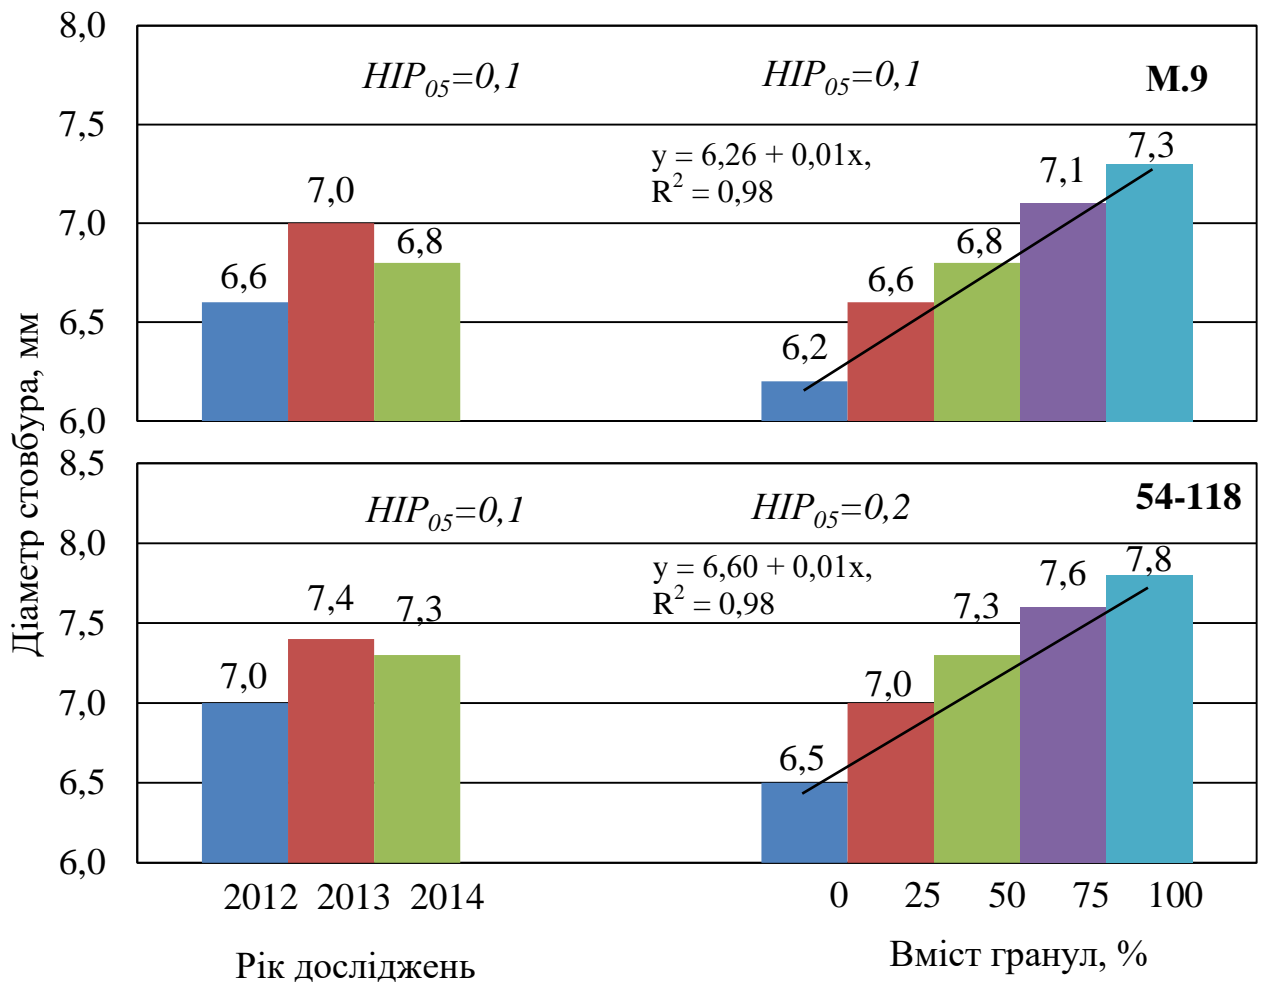 Діаметр стовбура, мм
8,0
7,5
7,0
6,5
6,0
НІР05=0,1
НІР05=0,1
М.9
y = 6,26 + 0,01x,
R² = 0,98
6,6
7,0
6,8
6,2
6,6
6,8
7,1
7,3
8,5
8,0
7,5
7,0
6,5
6,0
НІР05=0,1
НІР05=0,2
54-118
y = 6,60 + 0,01x,
R² = 0,98
7,0
7,4
7,3
6,5
7,0
7,3
7,6
7,8
2012 2013 2014
0 25 50 75 100
Рік досліджень
Вміст гранул, %